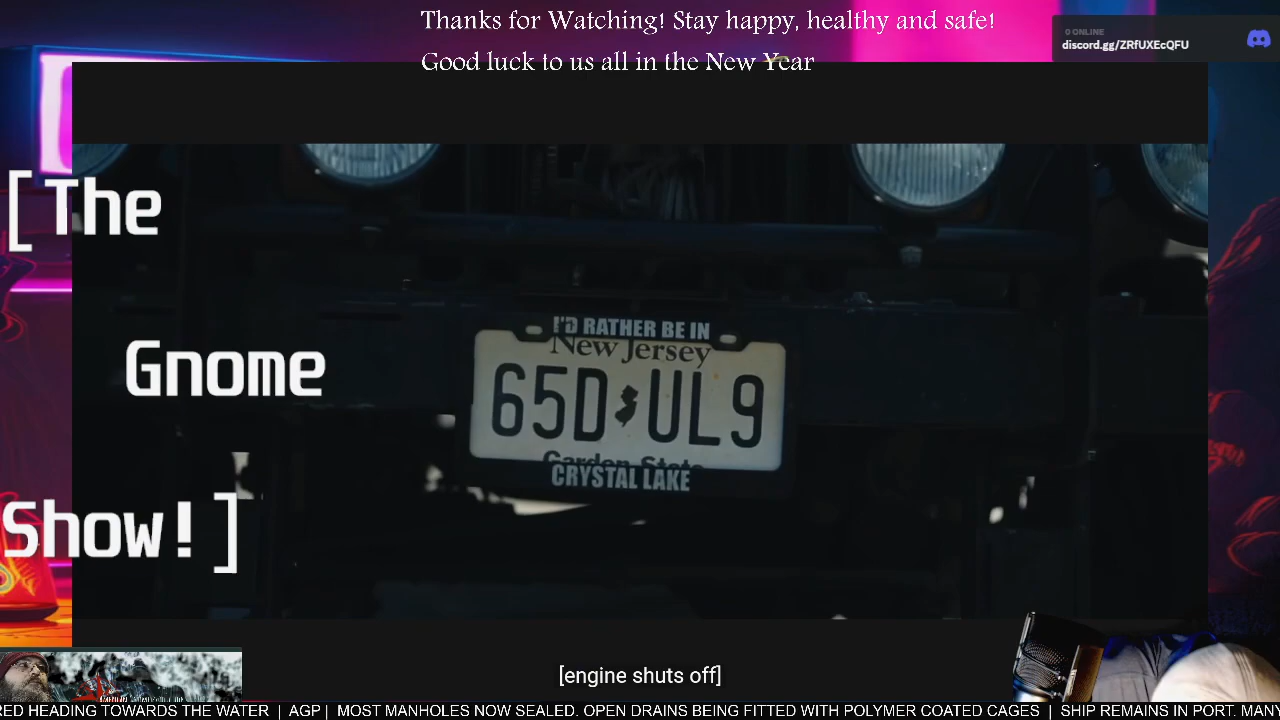 Thanks for Watching! Stay happy, healthy and safe!
Good luck to us all in the New Year
0 ONLINE
discord.gg/ZRfUXEcQFU
[The
Gnome
Show!]
I'D RATHER BE IN
New Jersey
65D UL9
Garden State
CRYSTAL LAKE
[engine shuts off]
RED HEADING TOWARDS THE WATER | AGP | MOST MANHOLES NOW SEALED. OPEN DRAINS BEING FITTED WITH POLYMER COATED CAGES | SHIP REMAINS IN PORT. MANY